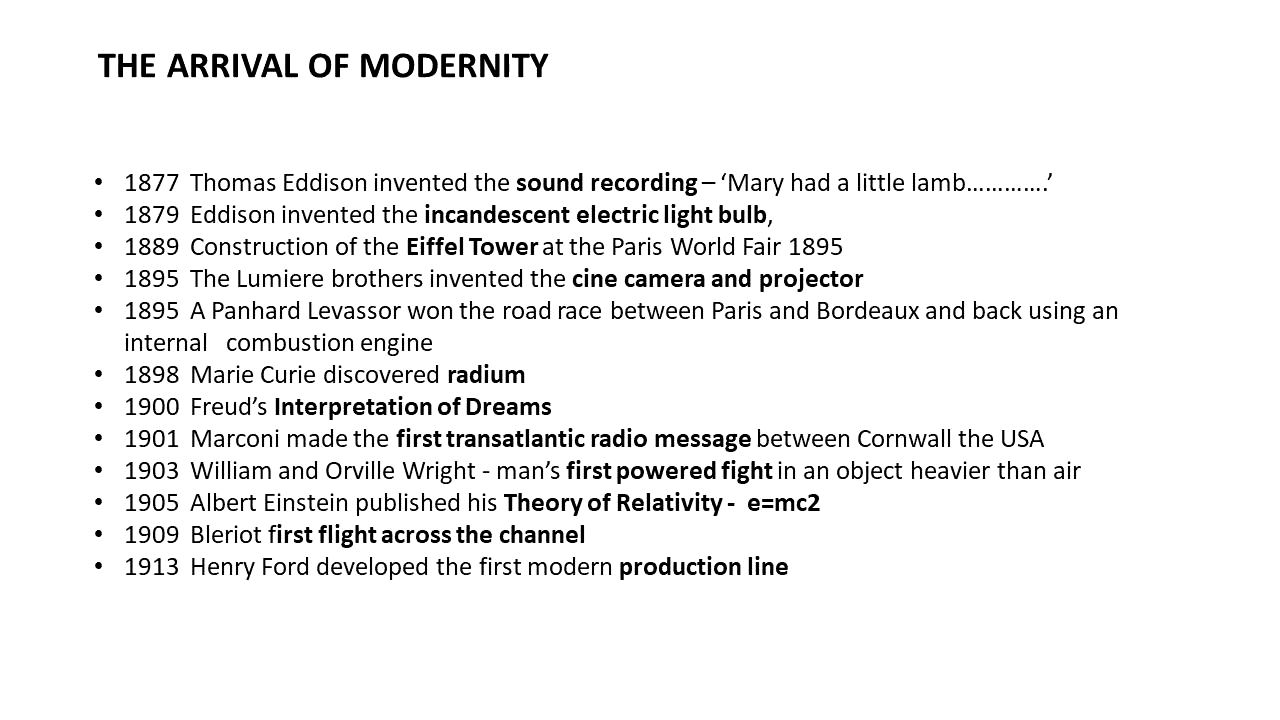 THE ARRIVAL OF MODERNITY
• 1877 Thomas Eddison invented the sound recording – ‘Mary had a little lamb………….’
• 1879 Eddison invented the incandescent electric light bulb,
• 1889 Construction of the Eiffel Tower at the Paris World Fair 1895
• 1895 The Lumiere brothers invented the cine camera and projector
• 1895 A Panhard Levassor won the road race between Paris and Bordeaux and back using an
internal combustion engine
• 1898 Marie Curie discovered radium
• 1900 Freud’s Interpretation of Dreams
• 1901 Marconi made the first transatlantic radio message between Cornwall the USA
• 1903 William and Orville Wright - man’s first powered fight in an object heavier than air
• 1905 Albert Einstein published his Theory of Relativity - e=mc2
• 1909 Bleriot first flight across the channel
• 1913 Henry Ford developed the first modern production line